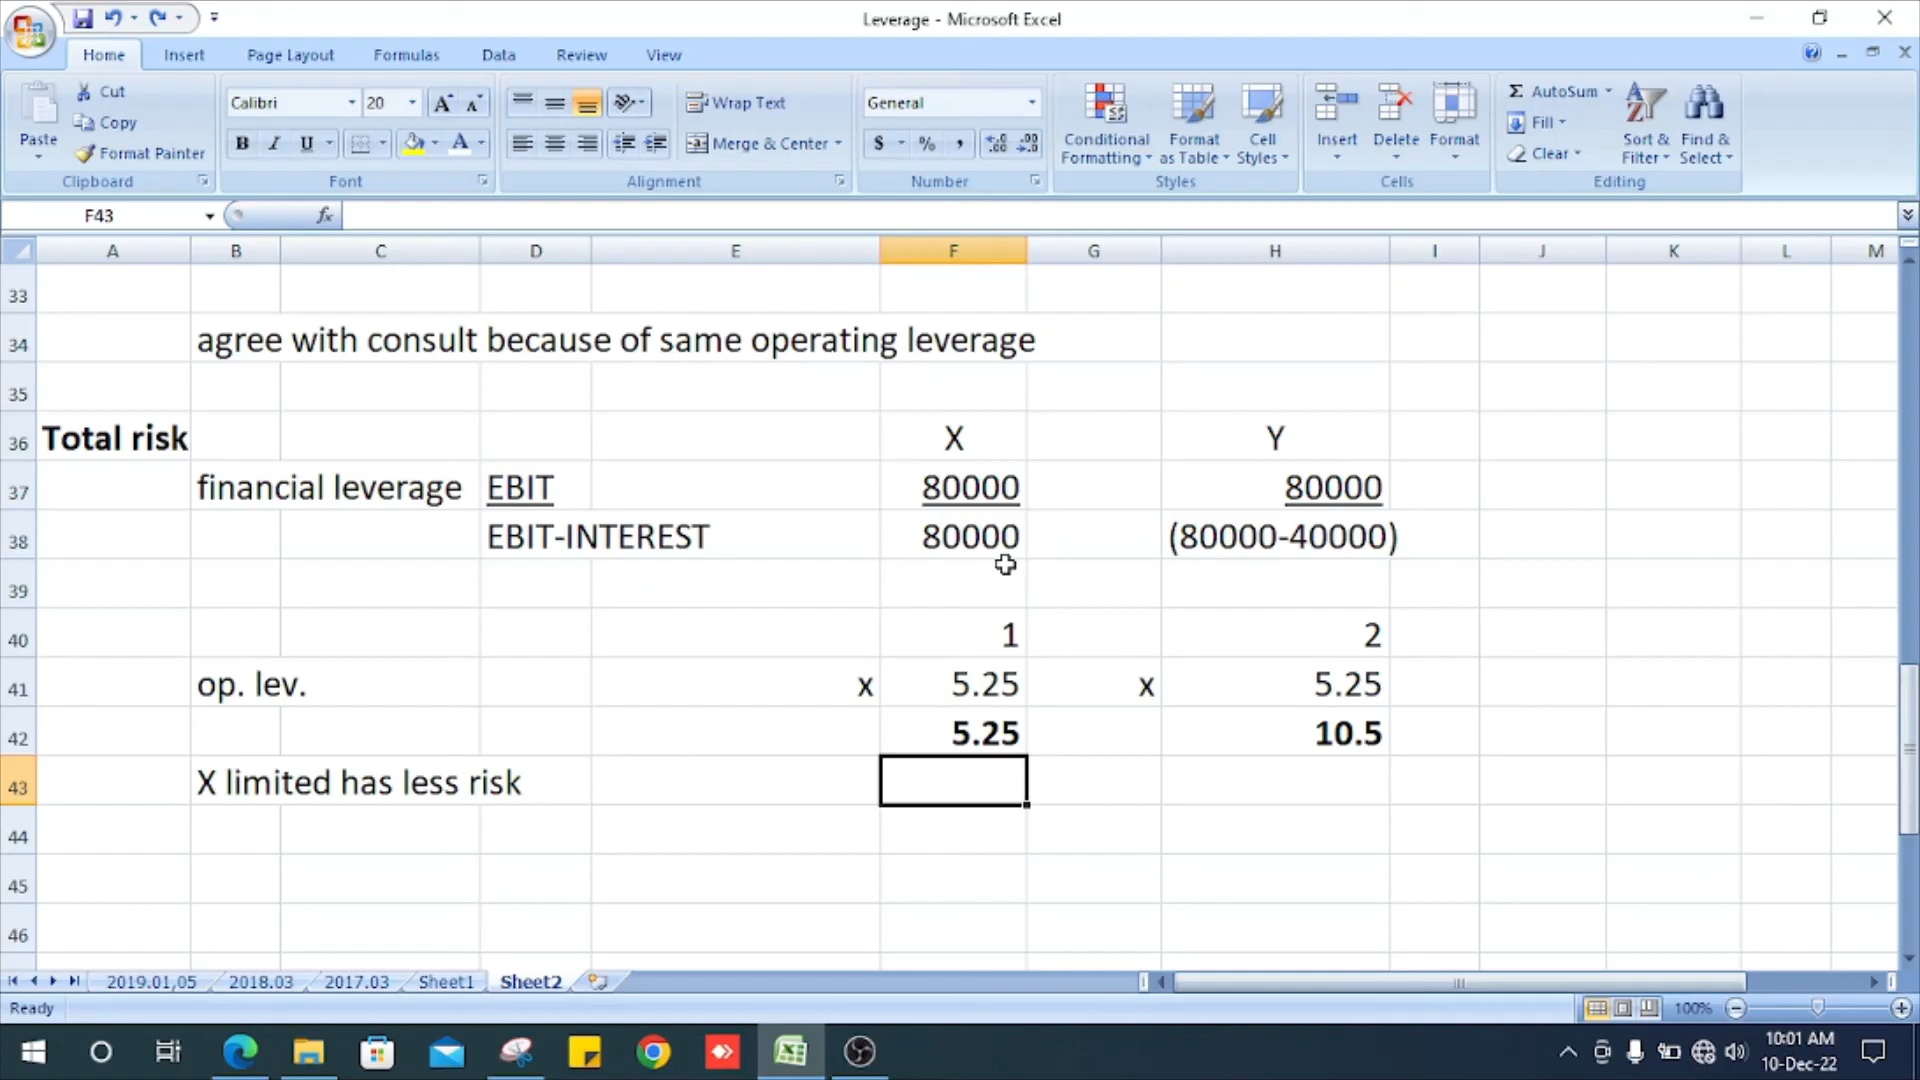 Leverage - Microsoft Excel
Home Insert Page Layout Formulas Data Review View
Paste
Cut
Copy
Format Painter
Clipboard
Calibri 20
B I U A
Font
Wrap Text
Merge & Center
Alignment
General
$ % ,
Number
Conditional Formatting
Format as Table
Cell Styles
Styles
Insert Delete Format
Cells
Σ AutoSum
Fill
Clear
Sort & Filter
Find & Select
Editing
F43 fx
A B C D E F G H I J K L M
33
34 agree with consult because of same operating leverage
35
36 Total risk X Y
37 financial leverage EBIT 80000 80000
38 EBIT-INTEREST 80000 (80000-40000)
39
40 1 2
41 op. lev. x 5.25 x 5.25
42 5.25 10.5
43 X limited has less risk
44
45
46
2019.01,05 2018.03 2017.03 Sheet1 Sheet2
Ready 100%
10:01 AM
10-Dec-22